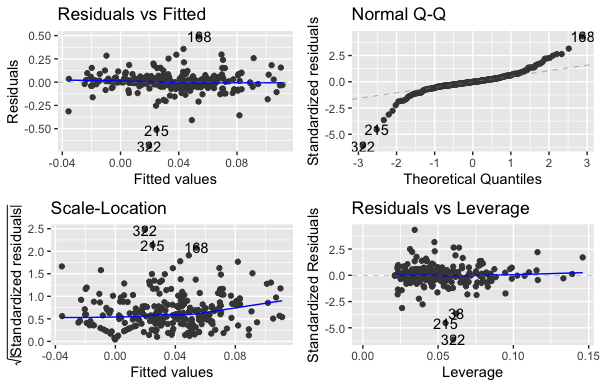 Residuals vs Fitted
Residuals
0.50
0.25
0.00
-0.25
-0.50
168
215
322
-0.04 0.00 0.04 0.08
Fitted values
Normal Q-Q
Standardized residuals
2.5
0.0
-2.5
-5.0
168
215
322
-3 -2 -1 0 1 2 3
Theoretical Quantiles
Scale-Location
√|Standardized residuals|
2.5
2.0
1.5
1.0
0.5
0.0
322
215
168
-0.04 0.00 0.04 0.08
Fitted values
Residuals vs Leverage
Standardized Residuals
2.5
0.0
-2.5
-5.0
38
215
322
0.00 0.05 0.10 0.15
Leverage